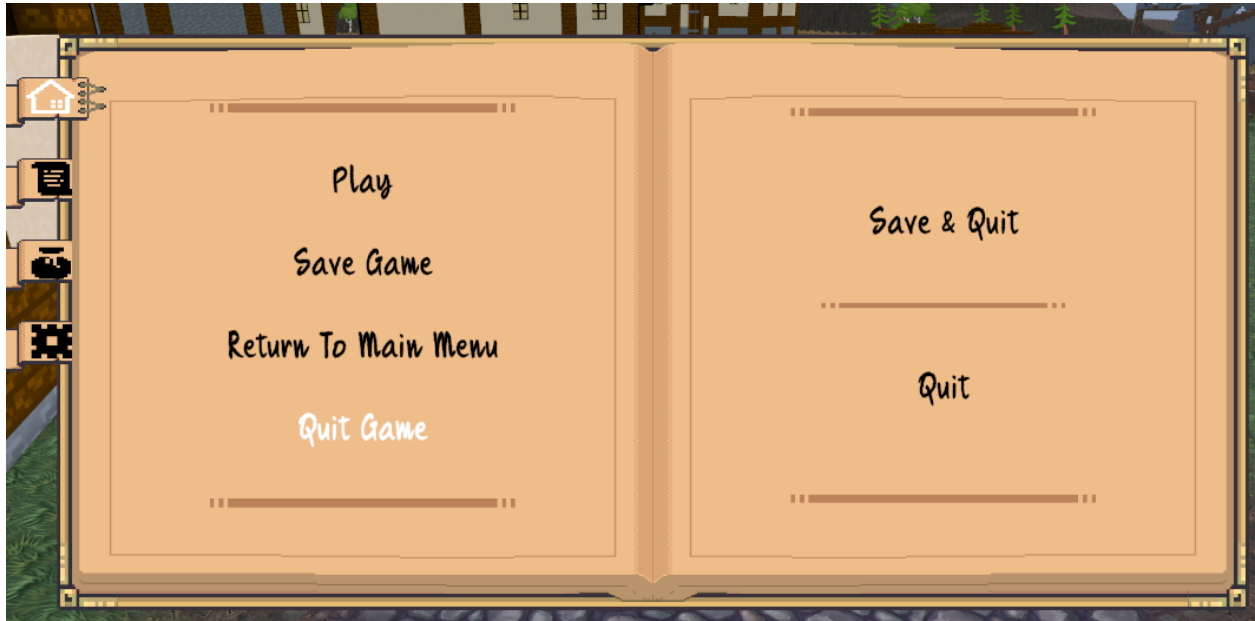 Play
Save Game
Return To Main Menu
Quit Game
Save & Quit
Quit